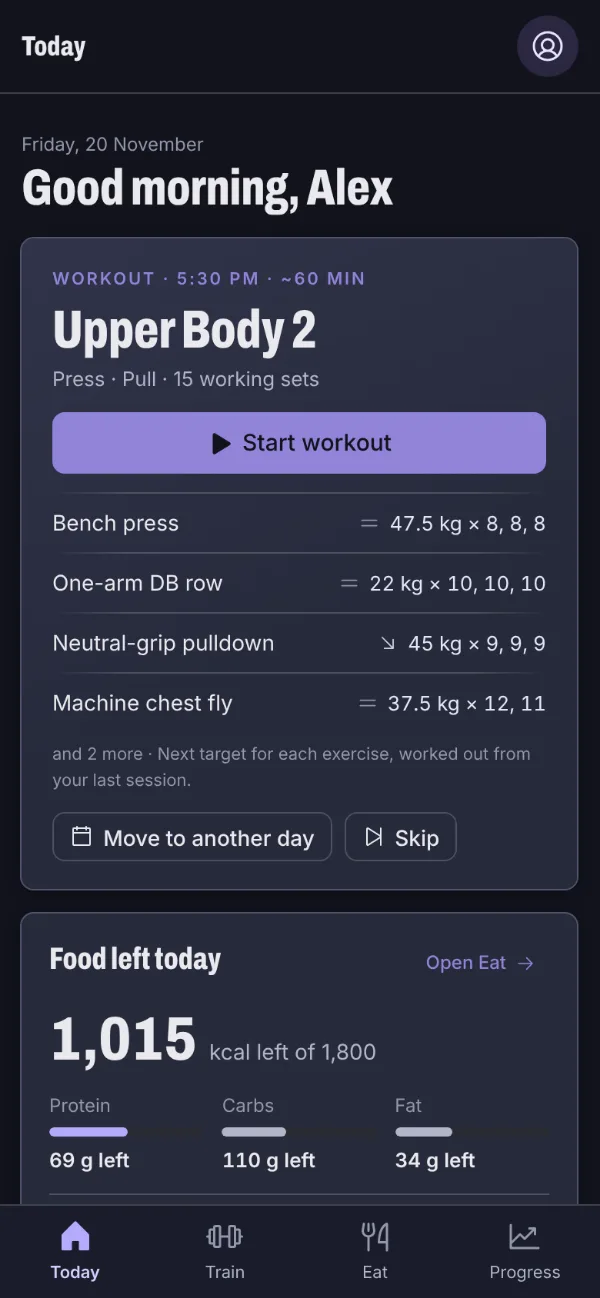 Today
Friday, 20 November
Good morning, Alex
WORKOUT · 5:30 PM · ~60 MIN
Upper Body 2
Press · Pull · 15 working sets
Start workout
Bench press = 47.5 kg × 8, 8, 8
One-arm DB row = 22 kg × 10, 10, 10
Neutral-grip pulldown ↘ 45 kg × 9, 9, 9
Machine chest fly = 37.5 kg × 12, 11
and 2 more · Next target for each exercise, worked out from
your last session.
Move to another day Skip
Food left today Open Eat →
1,015 kcal left of 1,800
Protein Carbs Fat
69 g left 110 g left 34 g left
Today Train Eat Progress